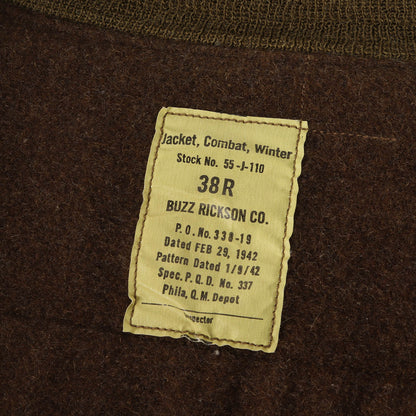 Jacket, Combat, Winter
Stock No. 55-J-110
38R
BUZZ RICKSON CO.
P.O. No. 338-19
Dated FEB 29, 1942
Pattern Dated 1/9/42
Spec. P.Q.D. No. 337
Phila, Q.M. Depot